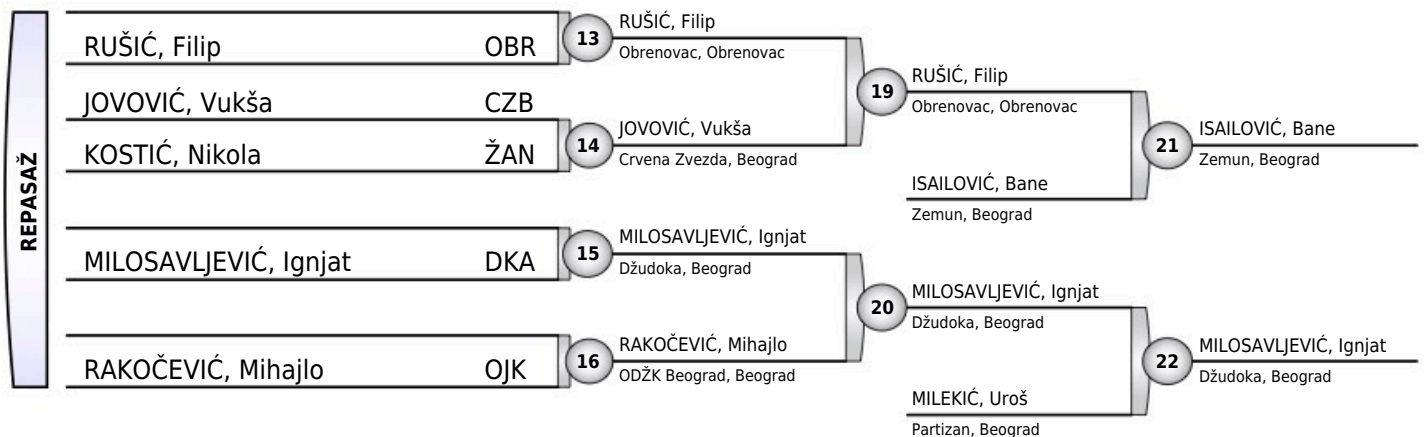 REPASAŽ
RUŠIĆ, Filip OBR
JOVOVIĆ, Vukša CZB
KOSTIĆ, Nikola ŽAN
MILOSAVLJEVIĆ, Ignjat DKA
RAKOČEVIĆ, Mihajlo OJK
13
RUŠIĆ, Filip
Obrenovac, Obrenovac
14
JOVOVIĆ, Vukša
Crvena Zvezda, Beograd
15
MILOSAVLJEVIĆ, Ignjat
Džudoka, Beograd
16
RAKOČEVIĆ, Mihajlo
ODŽK Beograd, Beograd
19
RUŠIĆ, Filip
Obrenovac, Obrenovac
ISAILOVIĆ, Bane
Zemun, Beograd
20
MILOSAVLJEVIĆ, Ignjat
Džudoka, Beograd
MILEKIĆ, Uroš
Partizan, Beograd
21
ISAILOVIĆ, Bane
Zemun, Beograd
22
MILOSAVLJEVIĆ, Ignjat
Džudoka, Beograd